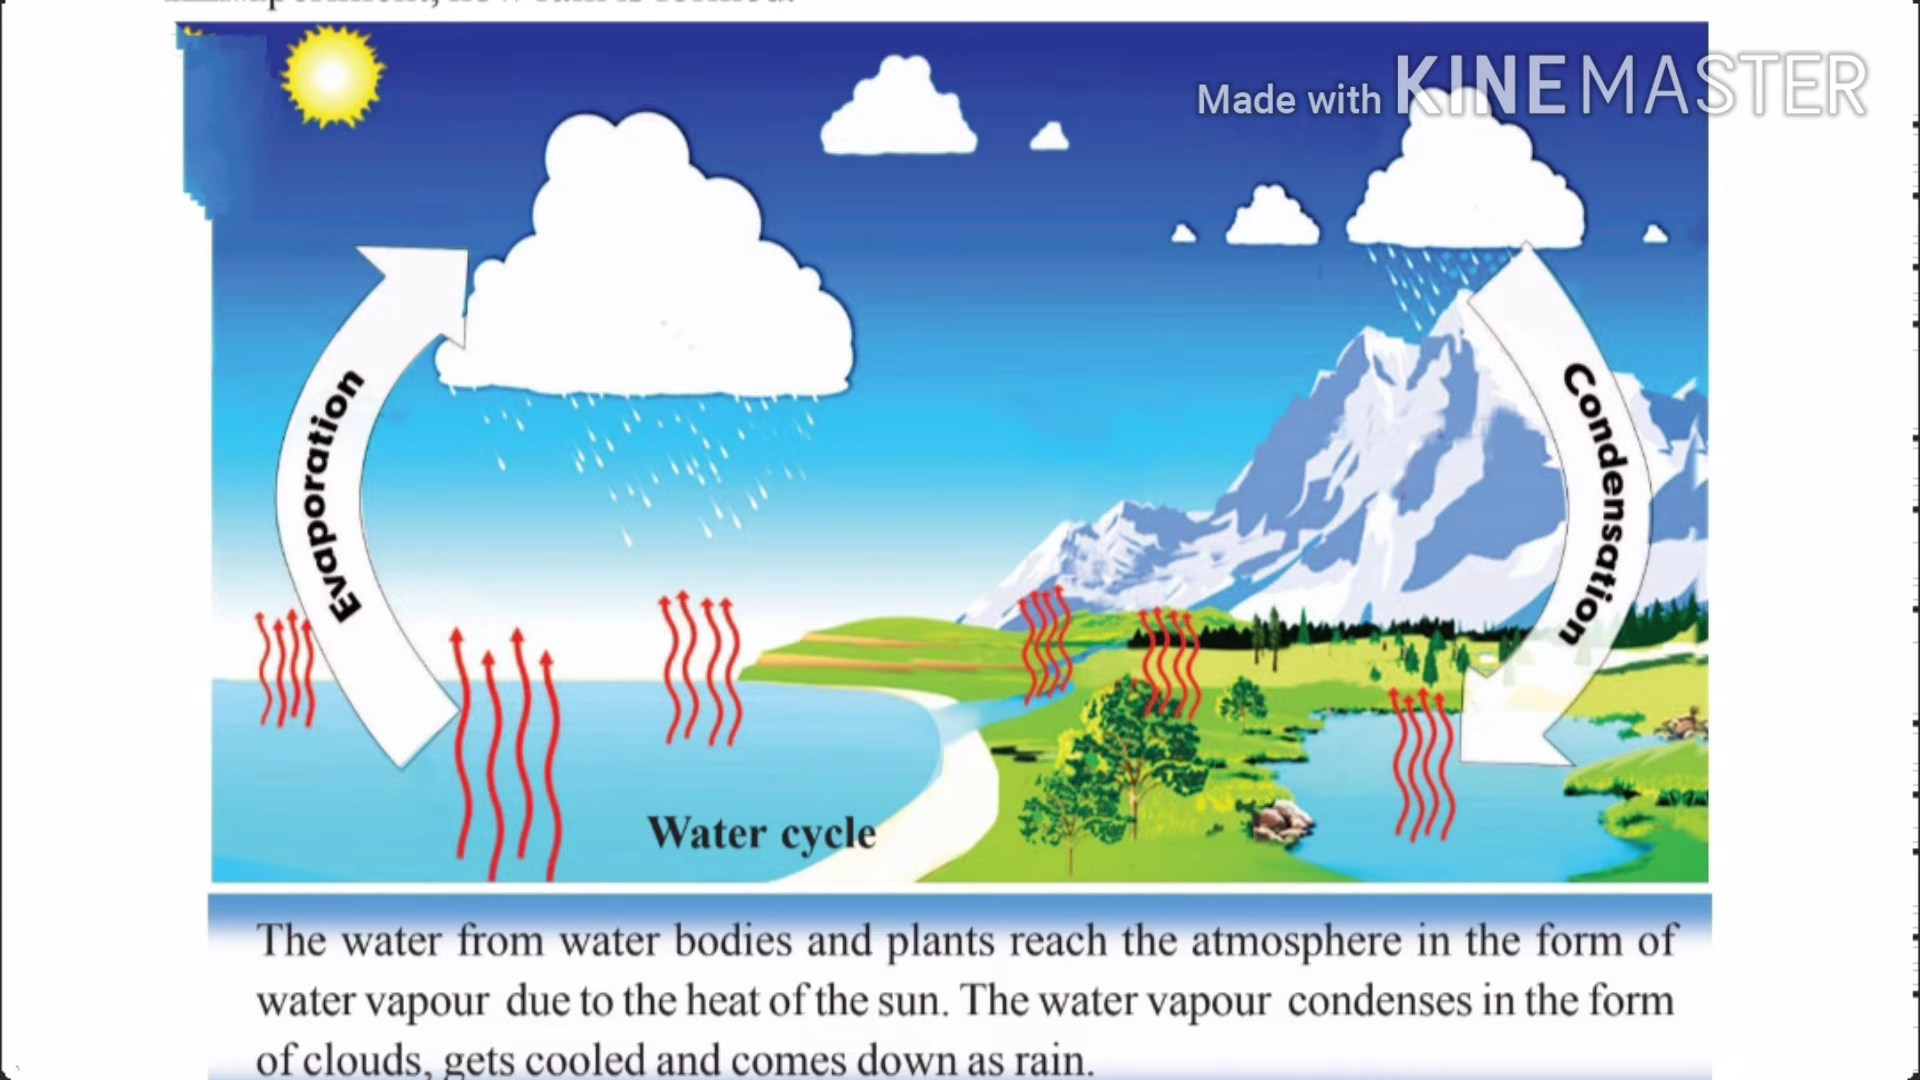 Made with KINEMASTER
Evaporation
Condensation
Water cycle
The water from water bodies and plants reach the atmosphere in the form of
water vapour due to the heat of the sun. The water vapour condenses in the form
of clouds, gets cooled and comes down as rain.